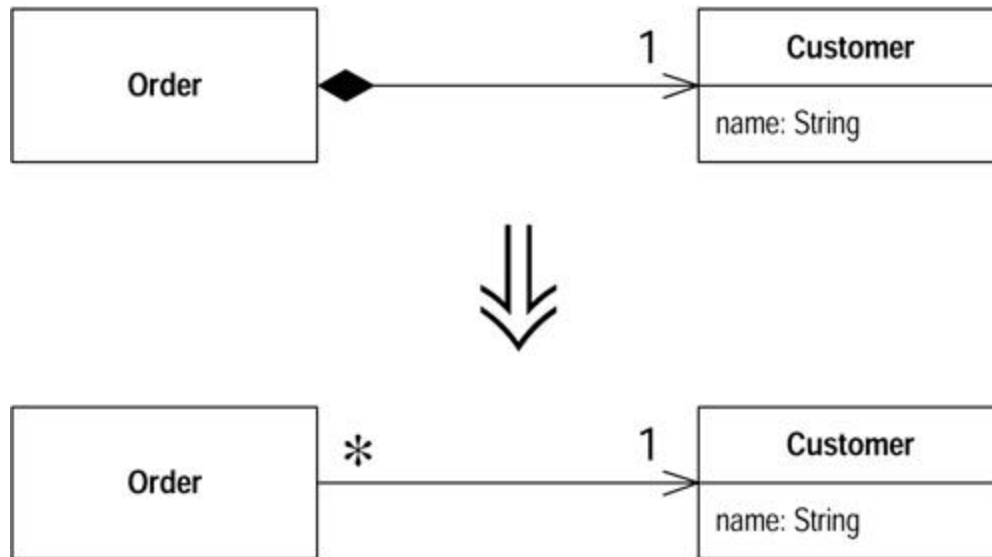 Order
1
Customer
name: String
Order
*
1
Customer
name: String